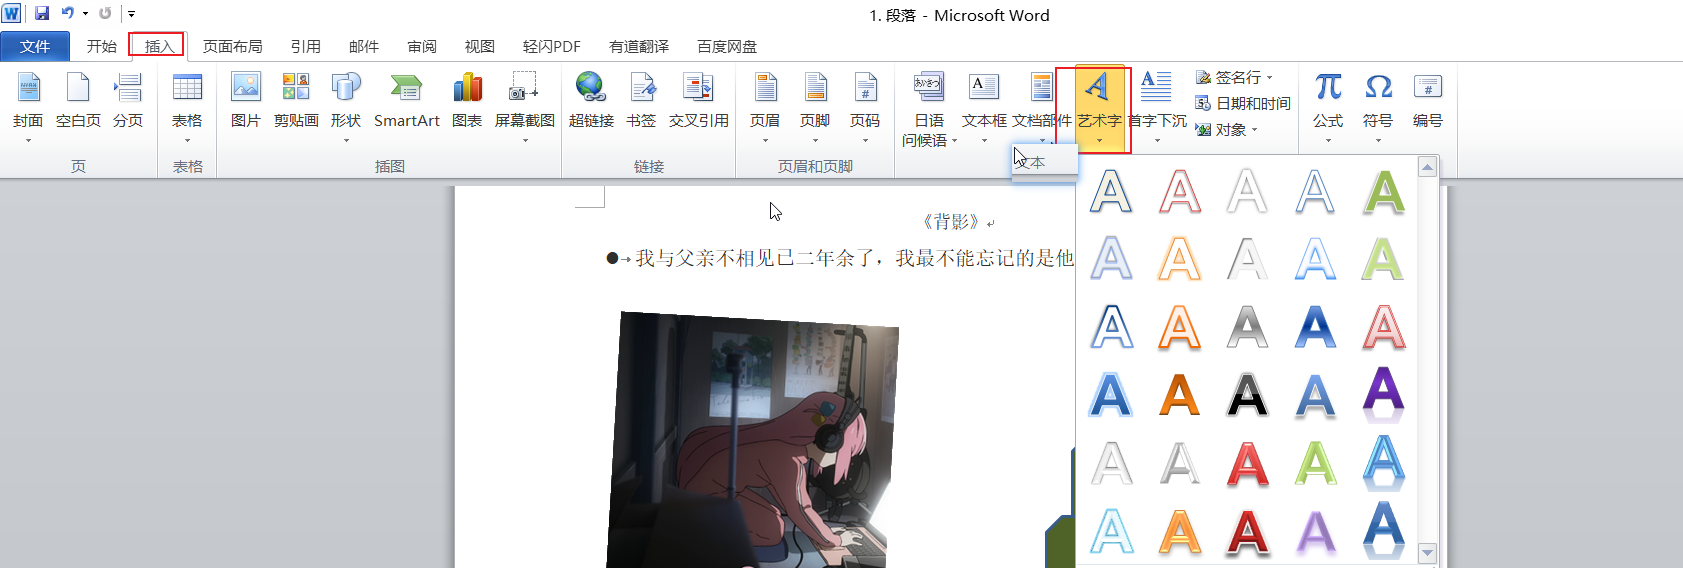 1. 段落 - Microsoft Word
文件 开始 插入 页面布局 引用 邮件 审阅 视图 轻闪PDF 有道翻译 百度网盘
封面 空白页 分页 表格 图片 剪贴画 形状 SmartArt 图表 屏幕截图 超链接 书签 交叉引用 页眉 页脚 页码 日语问候语 文本框 文档部件 艺术字 首字下沉 签名行 日期和时间 对象 公式 符号 编号
页 表格 插图 链接 页眉和页脚 文本
《背影》
我与父亲不相见已二年余了，我最不能忘记的是他